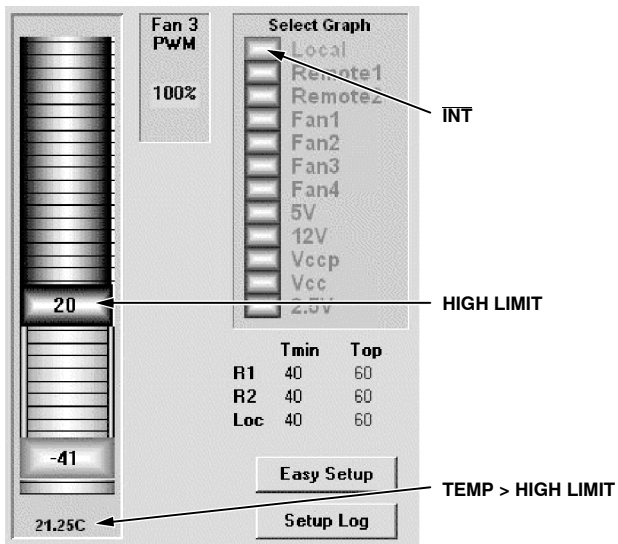 Fan 3
PWM
100%
Select Graph
Local
Remote1
Remote2
Fan1
Fan2
Fan3
Fan4
5V
12V
Vccp
Vcc
2.5V
INT
20
HIGH LIMIT
Tmin Top
R1 40 60
R2 40 60
Loc 40 60
-41
Easy Setup
TEMP > HIGH LIMIT
21.25C
Setup Log